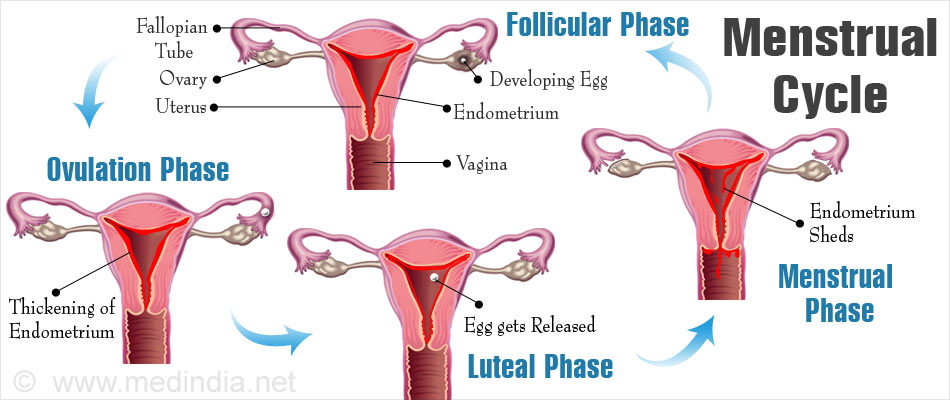 Menstrual
Cycle
Follicular Phase
Fallopian
Tube
Ovary
Uterus
Developing Egg
Endometrium
Vagina
Ovulation Phase
Thickening of
Endometrium
Egg gets Released
Luteal Phase
Endometrium
Sheds
Menstrual
Phase
© www.medindia.net